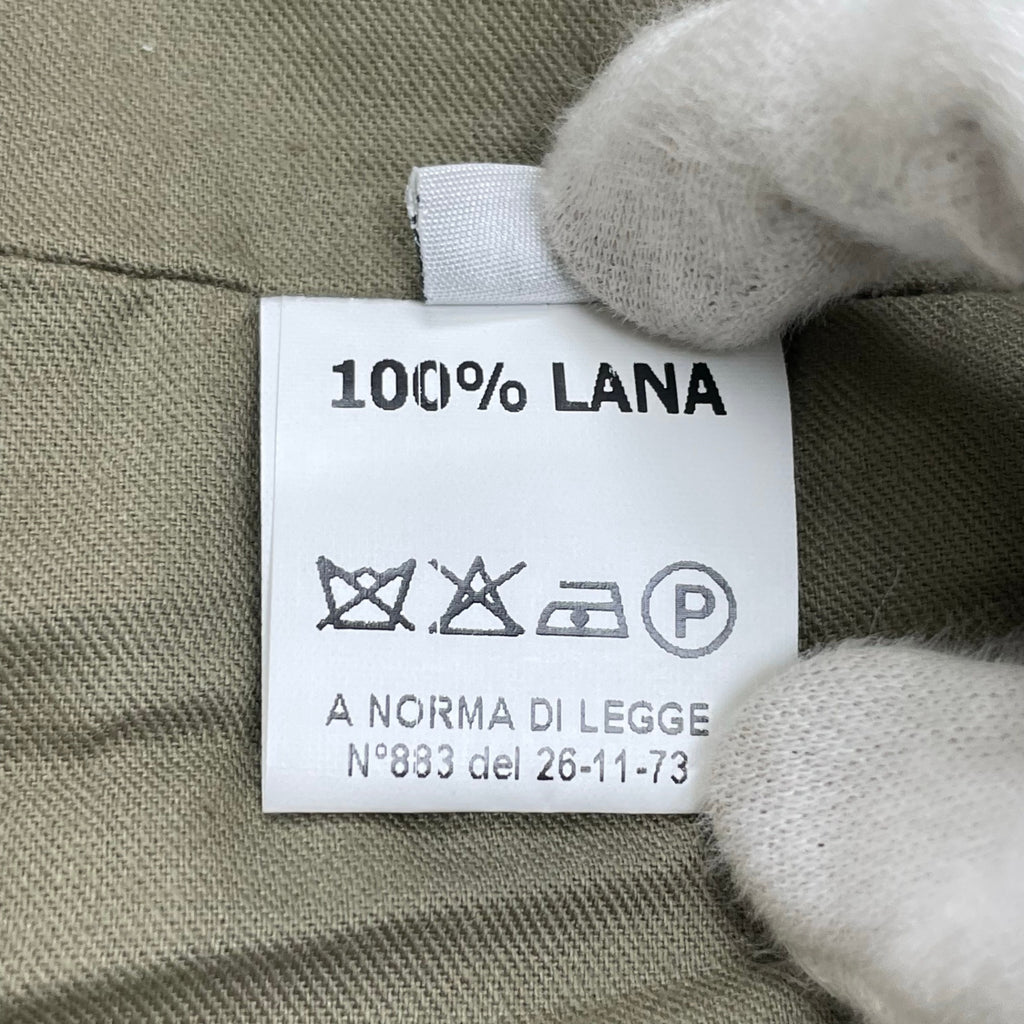 100% LANA
P
A NORMA DI LEGGE
N°883 del 26-11-73